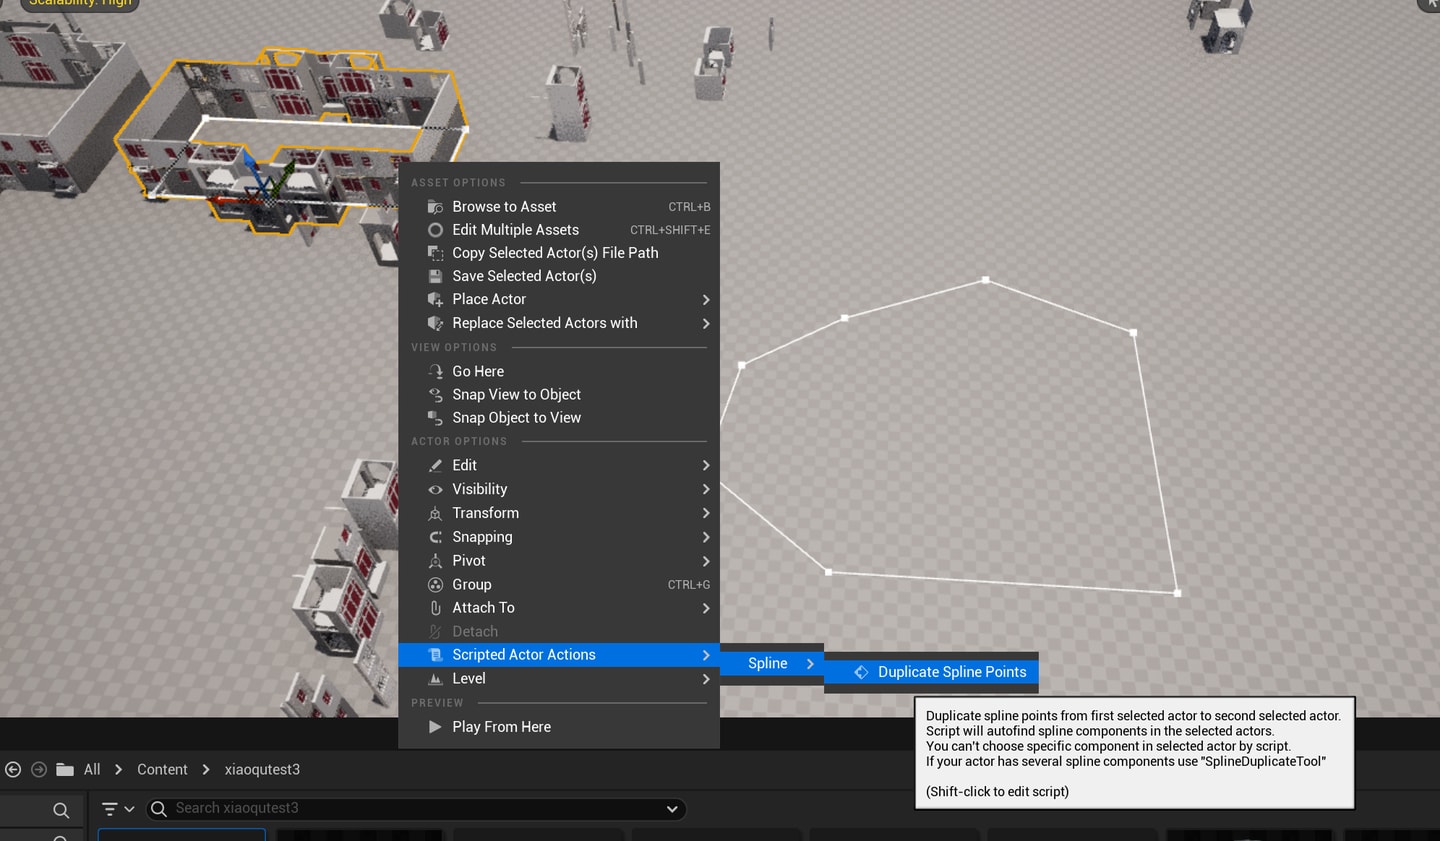 Scalability: High
ASSET OPTIONS
Browse to Asset CTRL+B
Edit Multiple Assets CTRL+SHIFT+E
Copy Selected Actor(s) File Path
Save Selected Actor(s)
Place Actor
Replace Selected Actors with
VIEW OPTIONS
Go Here
Snap View to Object
Snap Object to View
ACTOR OPTIONS
Edit
Visibility
Transform
Snapping
Pivot
Group CTRL+G
Attach To
Detach
Scripted Actor Actions
Spline
Duplicate Spline Points
Level
PREVIEW
Play From Here
Duplicate spline points from first selected actor to second selected actor.
Script will autofind spline components in the selected actors.
You can't choose specific component in selected actor by script.
If your actor has several spline components use "SplineDuplicateTool"
(Shift-click to edit script)
All
Content
xiaoqutest3
Search xiaoqutest3